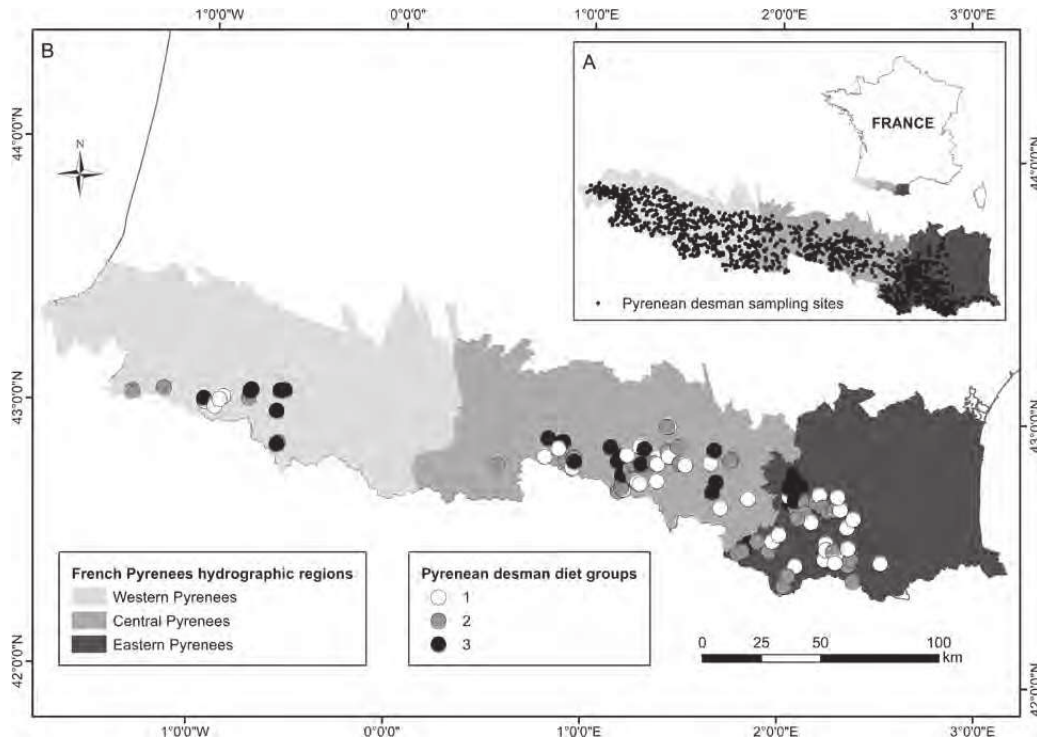 1°0'0"W 0°0'0" 1°0'0"E 2°0'0"E 3°0'0"E
B
A
N
FRANCE
44°0'0"N
44°0'0"N
Pyrenean desman sampling sites
43°0'0"N
43°0'0"N
French Pyrenees hydrographic regions
Western Pyrenees
Central Pyrenees
Eastern Pyrenees
Pyrenean desman diet groups
1
2
3
0 25 50 100
km
42°0'0"N
42°0'0"N
1°0'0"W 0°0'0" 1°0'0"E 2°0'0"E 3°0'0"E